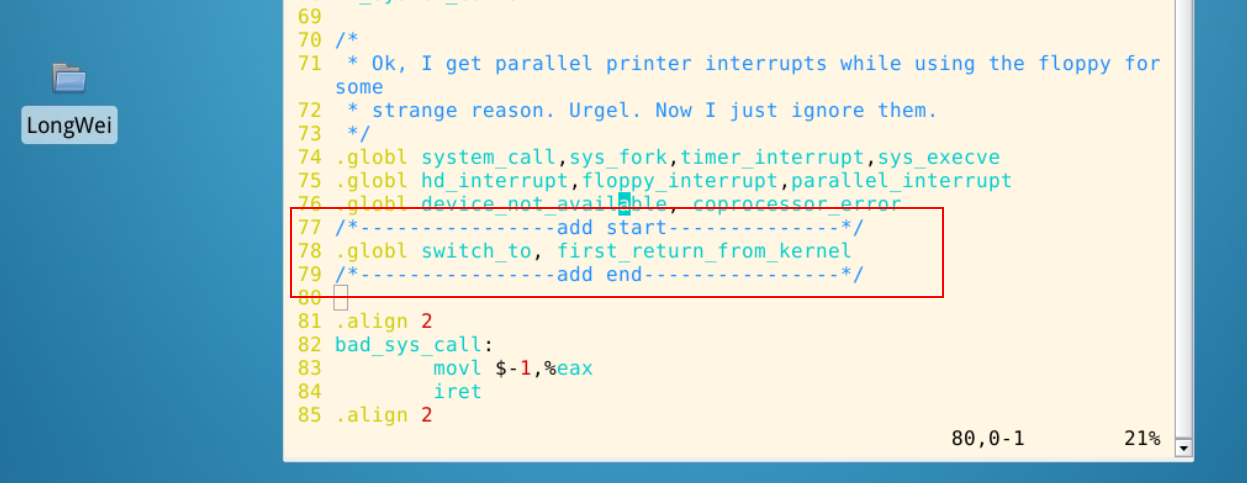 LongWei
69
70 /*
71  * Ok, I get parallel printer interrupts while using the floppy for
some
72  * strange reason. Urgel. Now I just ignore them.
73  */
74 .globl system_call,sys_fork,timer_interrupt,sys_execve
75 .globl hd_interrupt,floppy_interrupt,parallel_interrupt
76 .globl device_not_available, coprocessor_error
77 /*----------------add start--------------*/
78 .globl switch_to, first_return_from_kernel
79 /*----------------add end----------------*/
80
81 .align 2
82 bad_sys_call:
83         movl $-1,%eax
84         iret
85 .align 2
80,0-1 21%